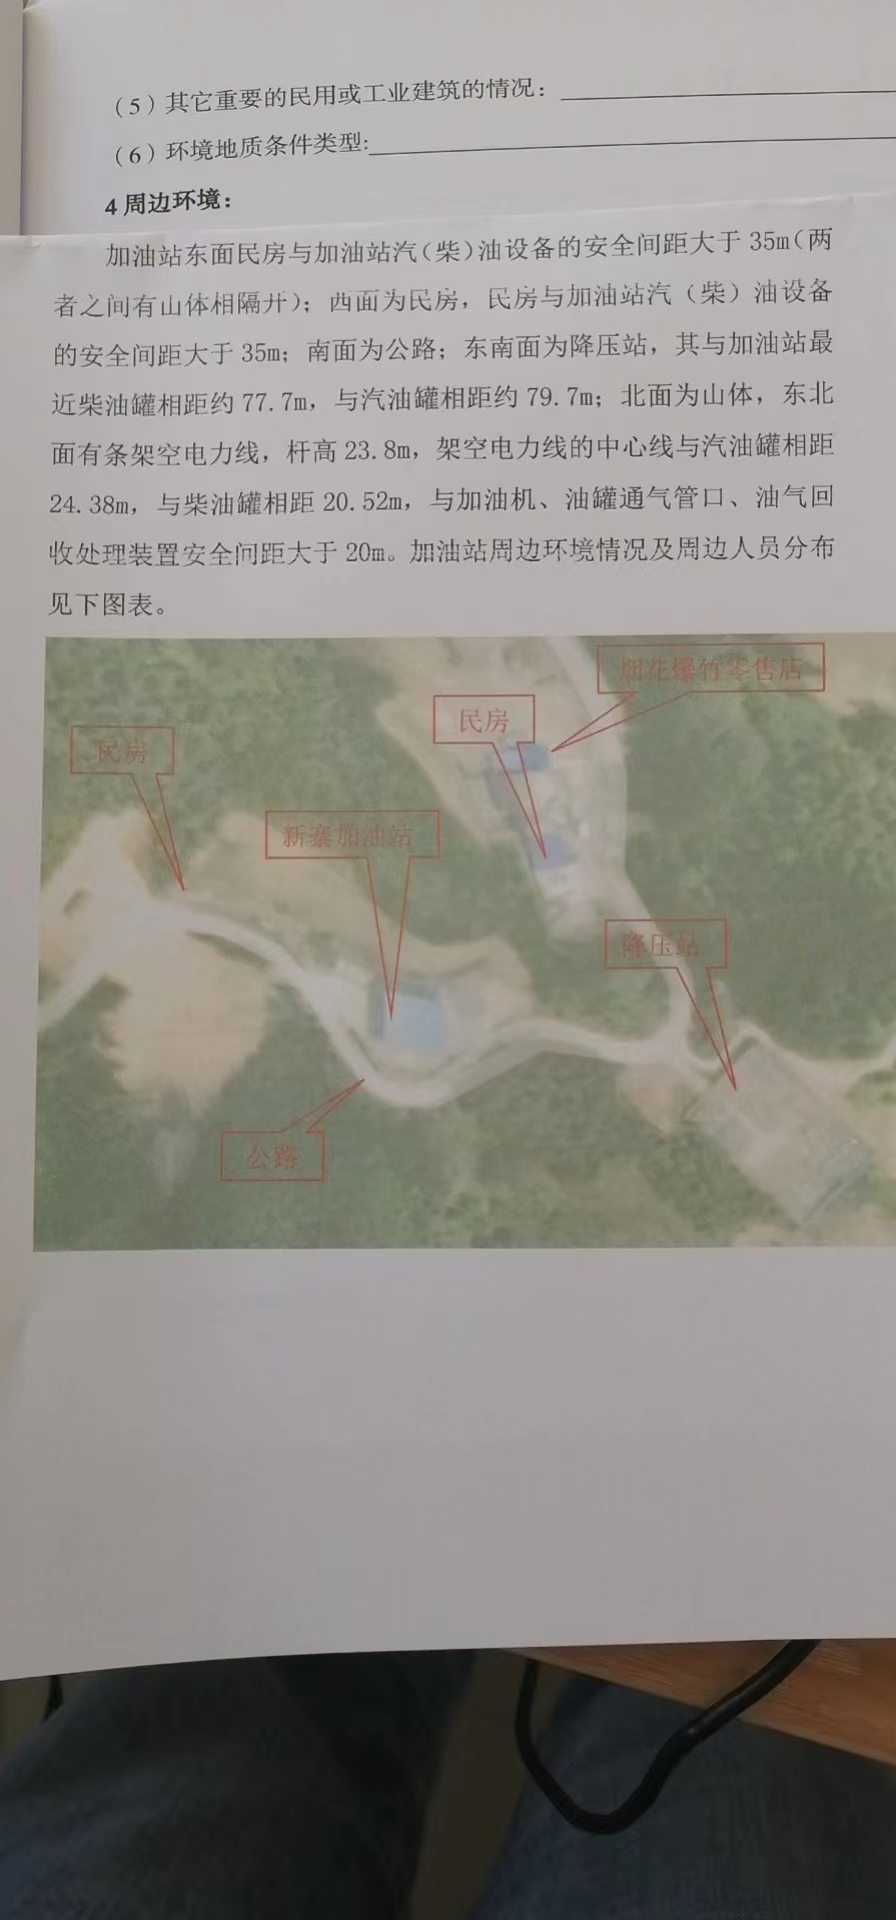 （5）其它重要的民用或工业建筑的情况：
（6）环境地质条件类型:
4 周边环境：
加油站东面民房与加油站汽（柴）油设备的安全间距大于 35m（两
者之间有山体相隔开）；西面为民房，民房与加油站汽（柴）油设备
的安全间距大于 35m；南面为公路；东南面为降压站，其与加油站最
近柴油罐相距约 77.7m，与汽油罐相距约 79.7m；北面为山体，东北
面有条架空电力线，杆高 23.8m，架空电力线的中心线与汽油罐相距
24.38m，与柴油罐相距 20.52m，与加油机、油罐通气管口、油气回
收处理装置安全间距大于 20m。加油站周边环境情况及周边人员分布
见下图表。
烟花爆竹零售店
民房
民房
新寨加油站
降压站
公路